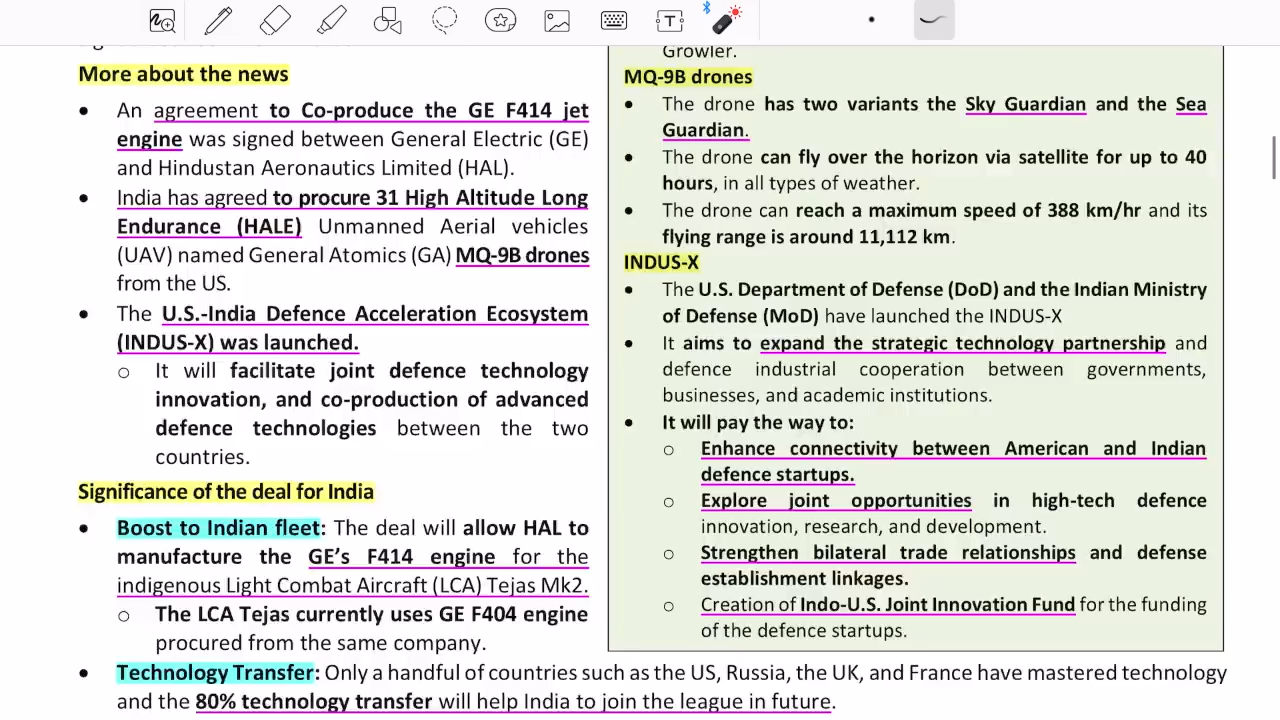 More about the news
• An agreement to Co-produce the GE F414 jet
engine was signed between General Electric (GE)
and Hindustan Aeronautics Limited (HAL).
• India has agreed to procure 31 High Altitude Long
Endurance (HALE) Unmanned Aerial vehicles
(UAV) named General Atomics (GA) MQ-9B drones
from the US.
• The U.S.-India Defence Acceleration Ecosystem
(INDUS-X) was launched.
o It will facilitate joint defence technology
innovation, and co-production of advanced
defence technologies between the two
countries.
Significance of the deal for India
• Boost to Indian fleet: The deal will allow HAL to
manufacture the GE’s F414 engine for the
indigenous Light Combat Aircraft (LCA) Tejas Mk2.
o The LCA Tejas currently uses GE F404 engine
procured from the same company.
Growler.
MQ-9B drones
• The drone has two variants the Sky Guardian and the Sea
Guardian.
• The drone can fly over the horizon via satellite for up to 40
hours, in all types of weather.
• The drone can reach a maximum speed of 388 km/hr and its
flying range is around 11,112 km.
INDUS-X
• The U.S. Department of Defense (DoD) and the Indian Ministry
of Defense (MoD) have launched the INDUS-X
• It aims to expand the strategic technology partnership and
defence industrial cooperation between governments,
businesses, and academic institutions.
• It will pay the way to:
o Enhance connectivity between American and Indian
defence startups.
o Explore joint opportunities in high-tech defence
innovation, research, and development.
o Strengthen bilateral trade relationships and defense
establishment linkages.
o Creation of Indo-U.S. Joint Innovation Fund for the funding
of the defence startups.
• Technology Transfer: Only a handful of countries such as the US, Russia, the UK, and France have mastered technology
and the 80% technology transfer will help India to join the league in future.